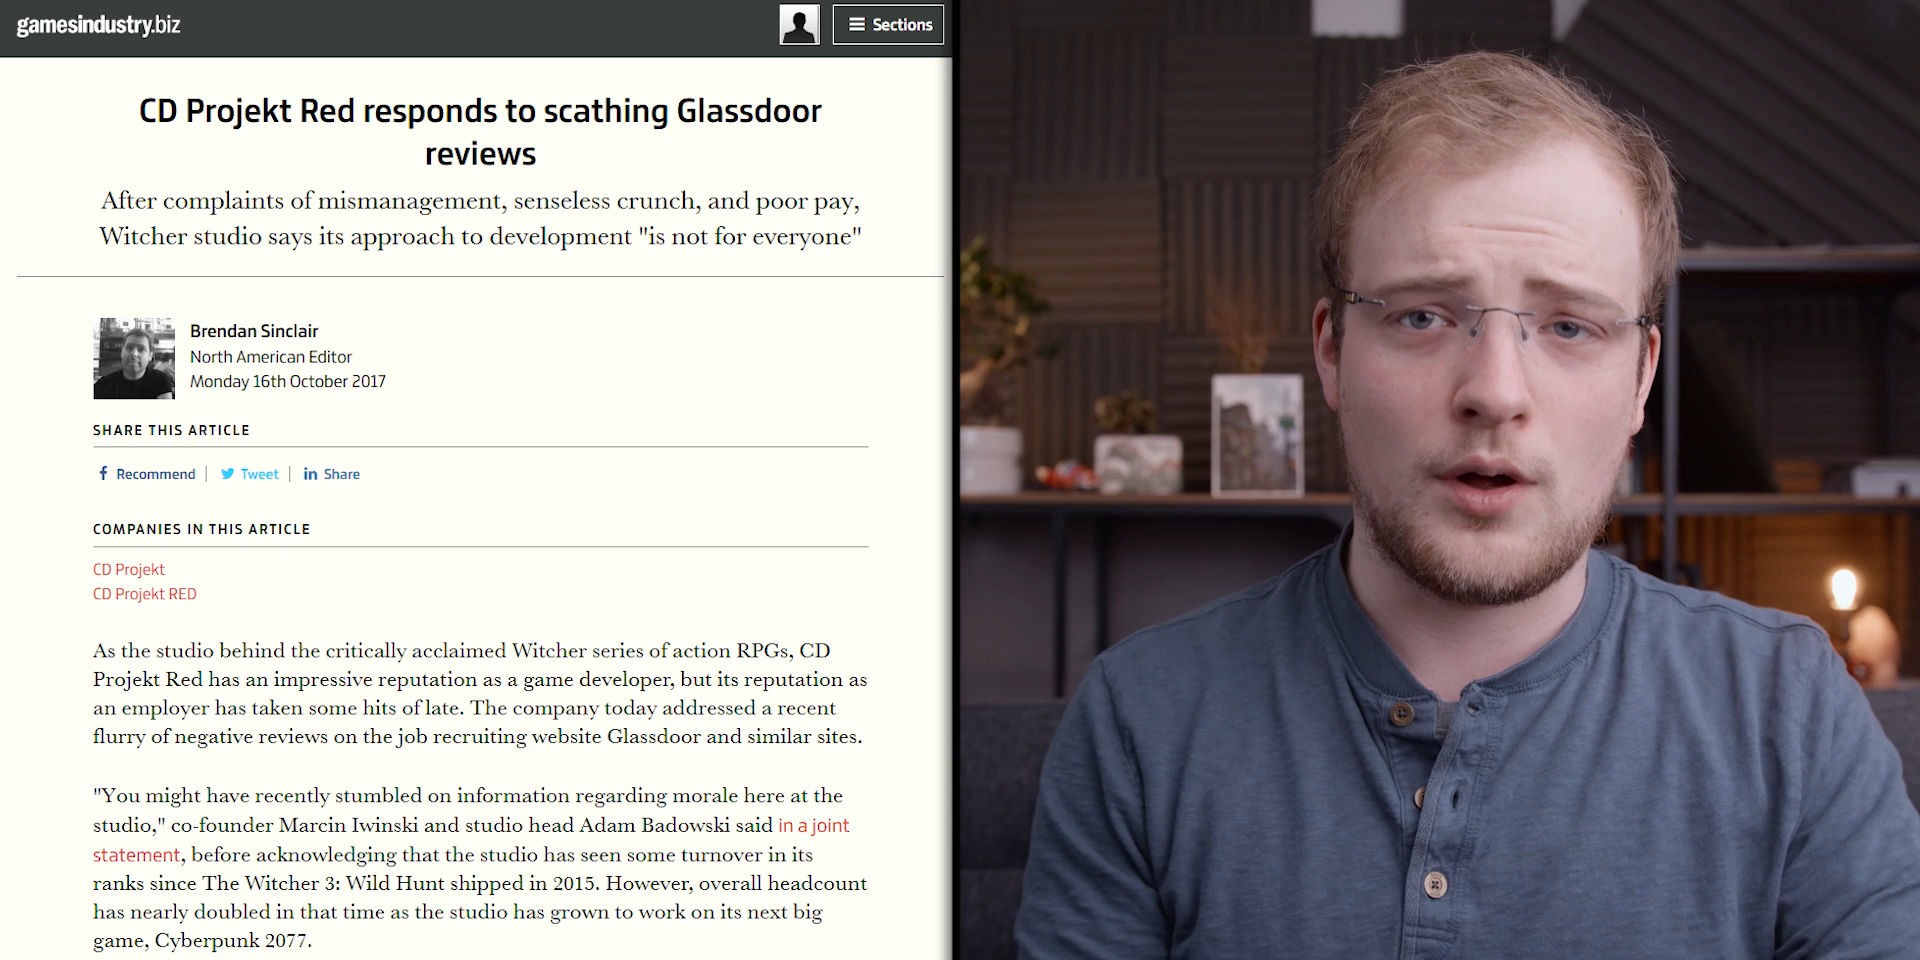 gamesindustry.biz
Sections
CD Projekt Red responds to scathing Glassdoor
reviews
After complaints of mismanagement, senseless crunch, and poor pay,
Witcher studio says its approach to development "is not for everyone"
Brendan Sinclair
North American Editor
Monday 16th October 2017
SHARE THIS ARTICLE
Recommend
Tweet
in Share
COMPANIES IN THIS ARTICLE
CD Projekt
CD Projekt RED
As the studio behind the critically acclaimed Witcher series of action RPGs, CD
Projekt Red has an impressive reputation as a game developer, but its reputation as
an employer has taken some hits of late. The company today addressed a recent
flurry of negative reviews on the job recruiting website Glassdoor and similar sites.
"You might have recently stumbled on information regarding morale here at the
studio," co-founder Marcin Iwinski and studio head Adam Badowski said in a joint
statement, before acknowledging that the studio has seen some turnover in its
ranks since The Witcher 3: Wild Hunt shipped in 2015. However, overall headcount
has nearly doubled in that time as the studio has grown to work on its next big
game, Cyberpunk 2077.